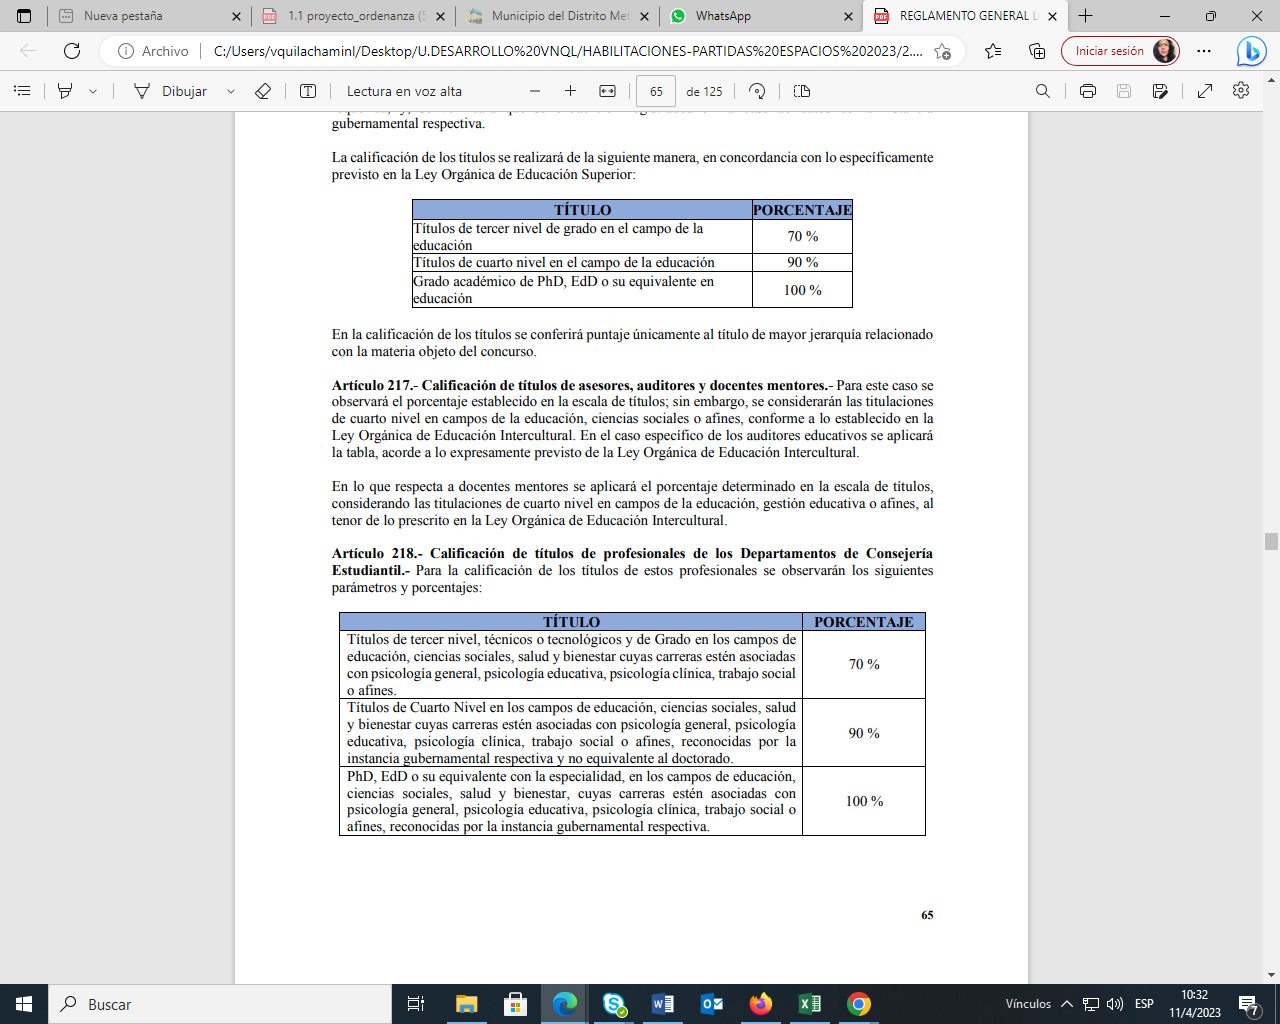 Nueva pestaña
1.1 proyecto_ordenanza (5
Municipio del Distrito Met
WhatsApp
REGLAMENTO GENERAL L
Archivo
C:/Users/vquilachaminl/Desktop/U.DESARROLLO%20VNQL/HABILITACIONES-PARTIDAS%20ESPACIOS%202023/2....
Iniciar sesión
Dibujar
Lectura en voz alta
65
de 125
gubernamental respectiva.
La calificación de los títulos se realizará de la siguiente manera, en concordancia con lo específicamente
previsto en la Ley Orgánica de Educación Superior:
TÍTULO PORCENTAJE
Títulos de tercer nivel de grado en el campo de la
educación
70 %
Títulos de cuarto nivel en el campo de la educación 90 %
Grado académico de PhD, EdD o su equivalente en
educación
100 %
En la calificación de los títulos se conferirá puntaje únicamente al título de mayor jerarquía relacionado
con la materia objeto del concurso.
Artículo 217.- Calificación de títulos de asesores, auditores y docentes mentores.- Para este caso se
observará el porcentaje establecido en la escala de títulos; sin embargo, se considerarán las titulaciones
de cuarto nivel en campos de la educación, ciencias sociales o afines, conforme a lo establecido en la
Ley Orgánica de Educación Intercultural. En el caso específico de los auditores educativos se aplicará
la tabla, acorde a lo expresamente previsto de la Ley Orgánica de Educación Intercultural.
En lo que respecta a docentes mentores se aplicará el porcentaje determinado en la escala de títulos,
considerando las titulaciones de cuarto nivel en campos de la educación, gestión educativa o afines, al
tenor de lo prescrito en la Ley Orgánica de Educación Intercultural.
Artículo 218.- Calificación de títulos de profesionales de los Departamentos de Consejería
Estudiantil.- Para la calificación de los títulos de estos profesionales se observarán los siguientes
parámetros y porcentajes:
TÍTULO PORCENTAJE
Títulos de tercer nivel, técnicos o tecnológicos y de Grado en los campos de
educación, ciencias sociales, salud y bienestar cuyas carreras estén asociadas
con psicología general, psicología educativa, psicología clínica, trabajo social
o afines.
70 %
Títulos de Cuarto Nivel en los campos de educación, ciencias sociales, salud
y bienestar cuyas carreras estén asociadas con psicología general, psicología
educativa, psicología clínica, trabajo social o afines, reconocidas por la
instancia gubernamental respectiva y no equivalente al doctorado.
90 %
PhD, EdD o su equivalente con la especialidad, en los campos de educación,
ciencias sociales, salud y bienestar, cuyas carreras estén asociadas con
psicología general, psicología educativa, psicología clínica, trabajo social o
afines, reconocidas por la instancia gubernamental respectiva.
100 %
65
Buscar
Vínculos
ESP
10:32
11/4/2023
7